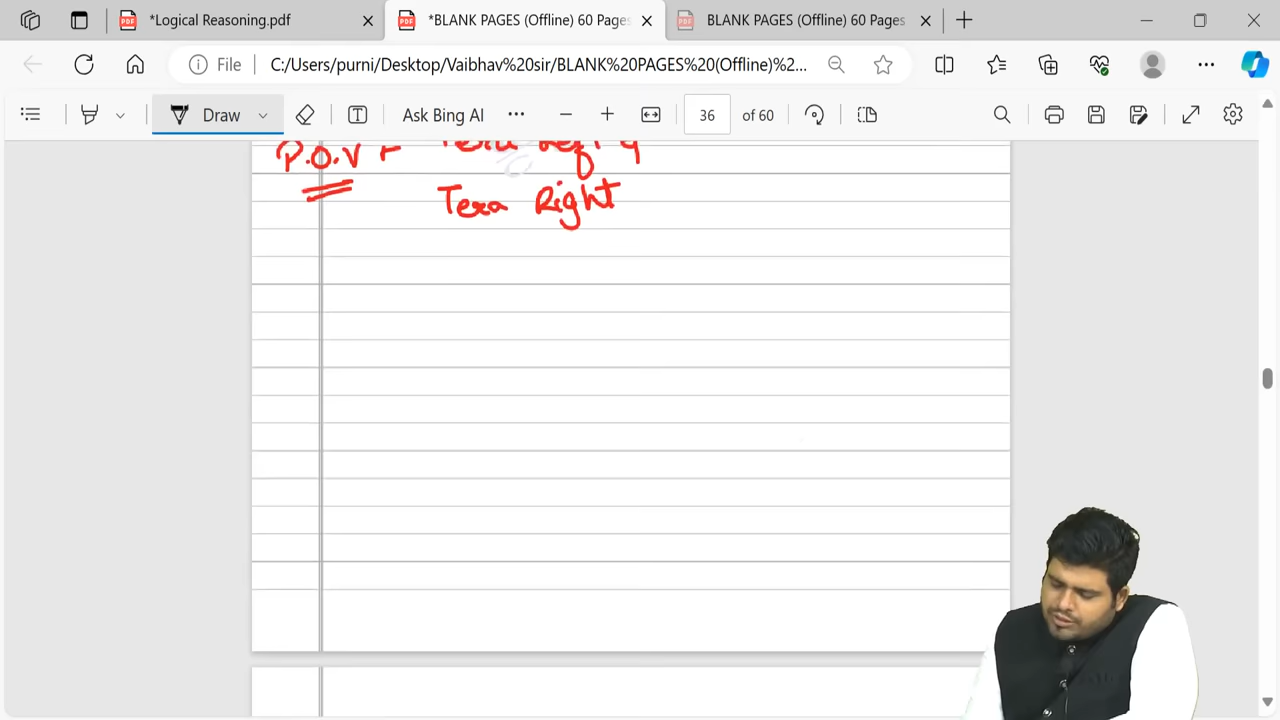 *Logical Reasoning.pdf
*BLANK PAGES (Offline) 60 Pages
BLANK PAGES (Offline) 60 Pages
File
C:/Users/purni/Desktop/Vaibhav%20sir/BLANK%20PAGES%20(Offline)%2...
Draw
Ask Bing AI
36 of 60
P.O.V
Tera Right